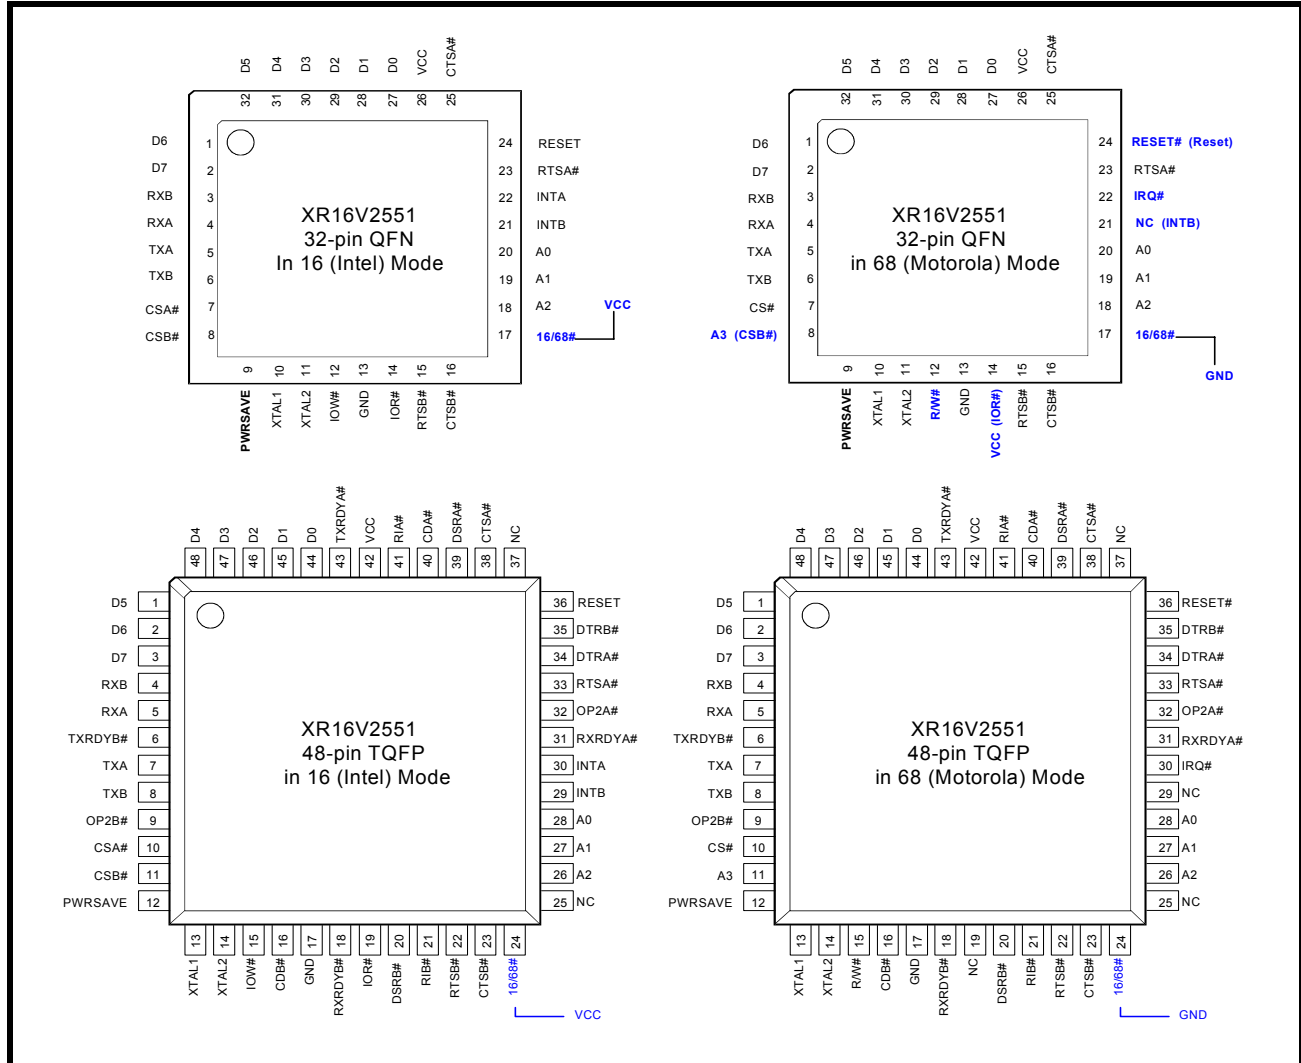 D5 D4 D3 D2 D1 D0 VCC CTSA#
32 31 30 29 28 27 26 25
D6 1
D7 2
RXB 3
RXA 4
TXA 5
TXB 6
CSA# 7
CSB# 8
XR16V2551
32-pin QFN
In 16 (Intel) Mode
24 RESET
23 RTSA#
22 INTA
21 INTB
20 A0
19 A1
18 A2
17 16/68#
VCC
9 10 11 12 13 14 15 16
PWRSAVE XTAL1 XTAL2 IOW# GND IOR# RTSB# CTSB#
D5 D4 D3 D2 D1 D0 VCC CTSA#
32 31 30 29 28 27 26 25
D6 1
D7 2
RXB 3
RXA 4
TXA 5
TXB 6
CS# 7
A3 (CSB#) 8
XR16V2551
32-pin QFN
in 68 (Motorola) Mode
24 RESET# (Reset)
23 RTSA#
22 IRQ#
21 NC (INTB)
20 A0
19 A1
18 A2
17 16/68#
GND
9 10 11 12 13 14 15 16
PWRSAVE XTAL1 XTAL2 R/W# GND VCC (IOR#) RTSB# CTSB#
D4 D3 D2 D1 D0 TXRDYA# VCC RIA# CDA# DSRA# CTSA# NC
48 47 46 45 44 43 42 41 40 39 38 37
D5 1
D6 2
D7 3
RXB 4
RXA 5
TXRDYB# 6
TXA 7
TXB 8
OP2B# 9
CSA# 10
CSB# 11
PWRSAVE 12
XR16V2551
48-pin TQFP
in 16 (Intel) Mode
36 RESET
35 DTRB#
34 DTRA#
33 RTSA#
32 OP2A#
31 RXRDYA#
30 INTA
29 INTB
28 A0
27 A1
26 A2
25 NC
13 14 15 16 17 18 19 20 21 22 23 24
XTAL1 XTAL2 IOW# CDB# GND RXRDYB# IOR# DSRB# RIB# RTSB# CTSB# 16/68#
VCC
D4 D3 D2 D1 D0 TXRDYA# VCC RIA# CDA# DSRA# CTSA# NC
48 47 46 45 44 43 42 41 40 39 38 37
D5 1
D6 2
D7 3
RXB 4
RXA 5
TXRDYB# 6
TXA 7
TXB 8
OP2B# 9
CS# 10
A3 11
PWRSAVE 12
XR16V2551
48-pin TQFP
in 68 (Motorola) Mode
36 RESET#
35 DTRB#
34 DTRA#
33 RTSA#
32 OP2A#
31 RXRDYA#
30 IRQ#
29 NC
28 A0
27 A1
26 A2
25 NC
13 14 15 16 17 18 19 20 21 22 23 24
XTAL1 XTAL2 R/W# CDB# GND RXRDYB# NC DSRB# RIB# RTSB# CTSB# 16/68#
GND